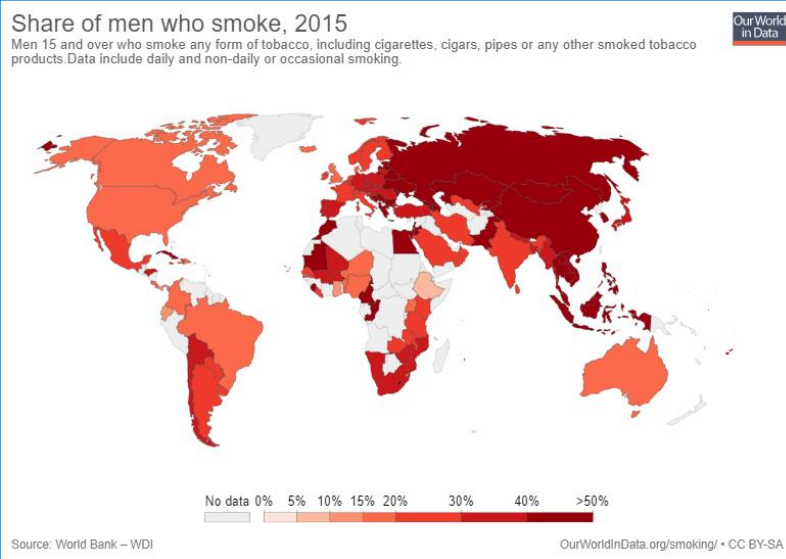 Share of men who smoke, 2015
Our World
in Data
Men 15 and over who smoke any form of tobacco, including cigarettes, cigars, pipes or any other smoked tobacco
products.Data include daily and non-daily or occasional smoking.
No data 0% 5% 10% 15% 20% 30% 40% >50%
Source: World Bank – WDI
OurWorldInData.org/smoking/ • CC BY-SA